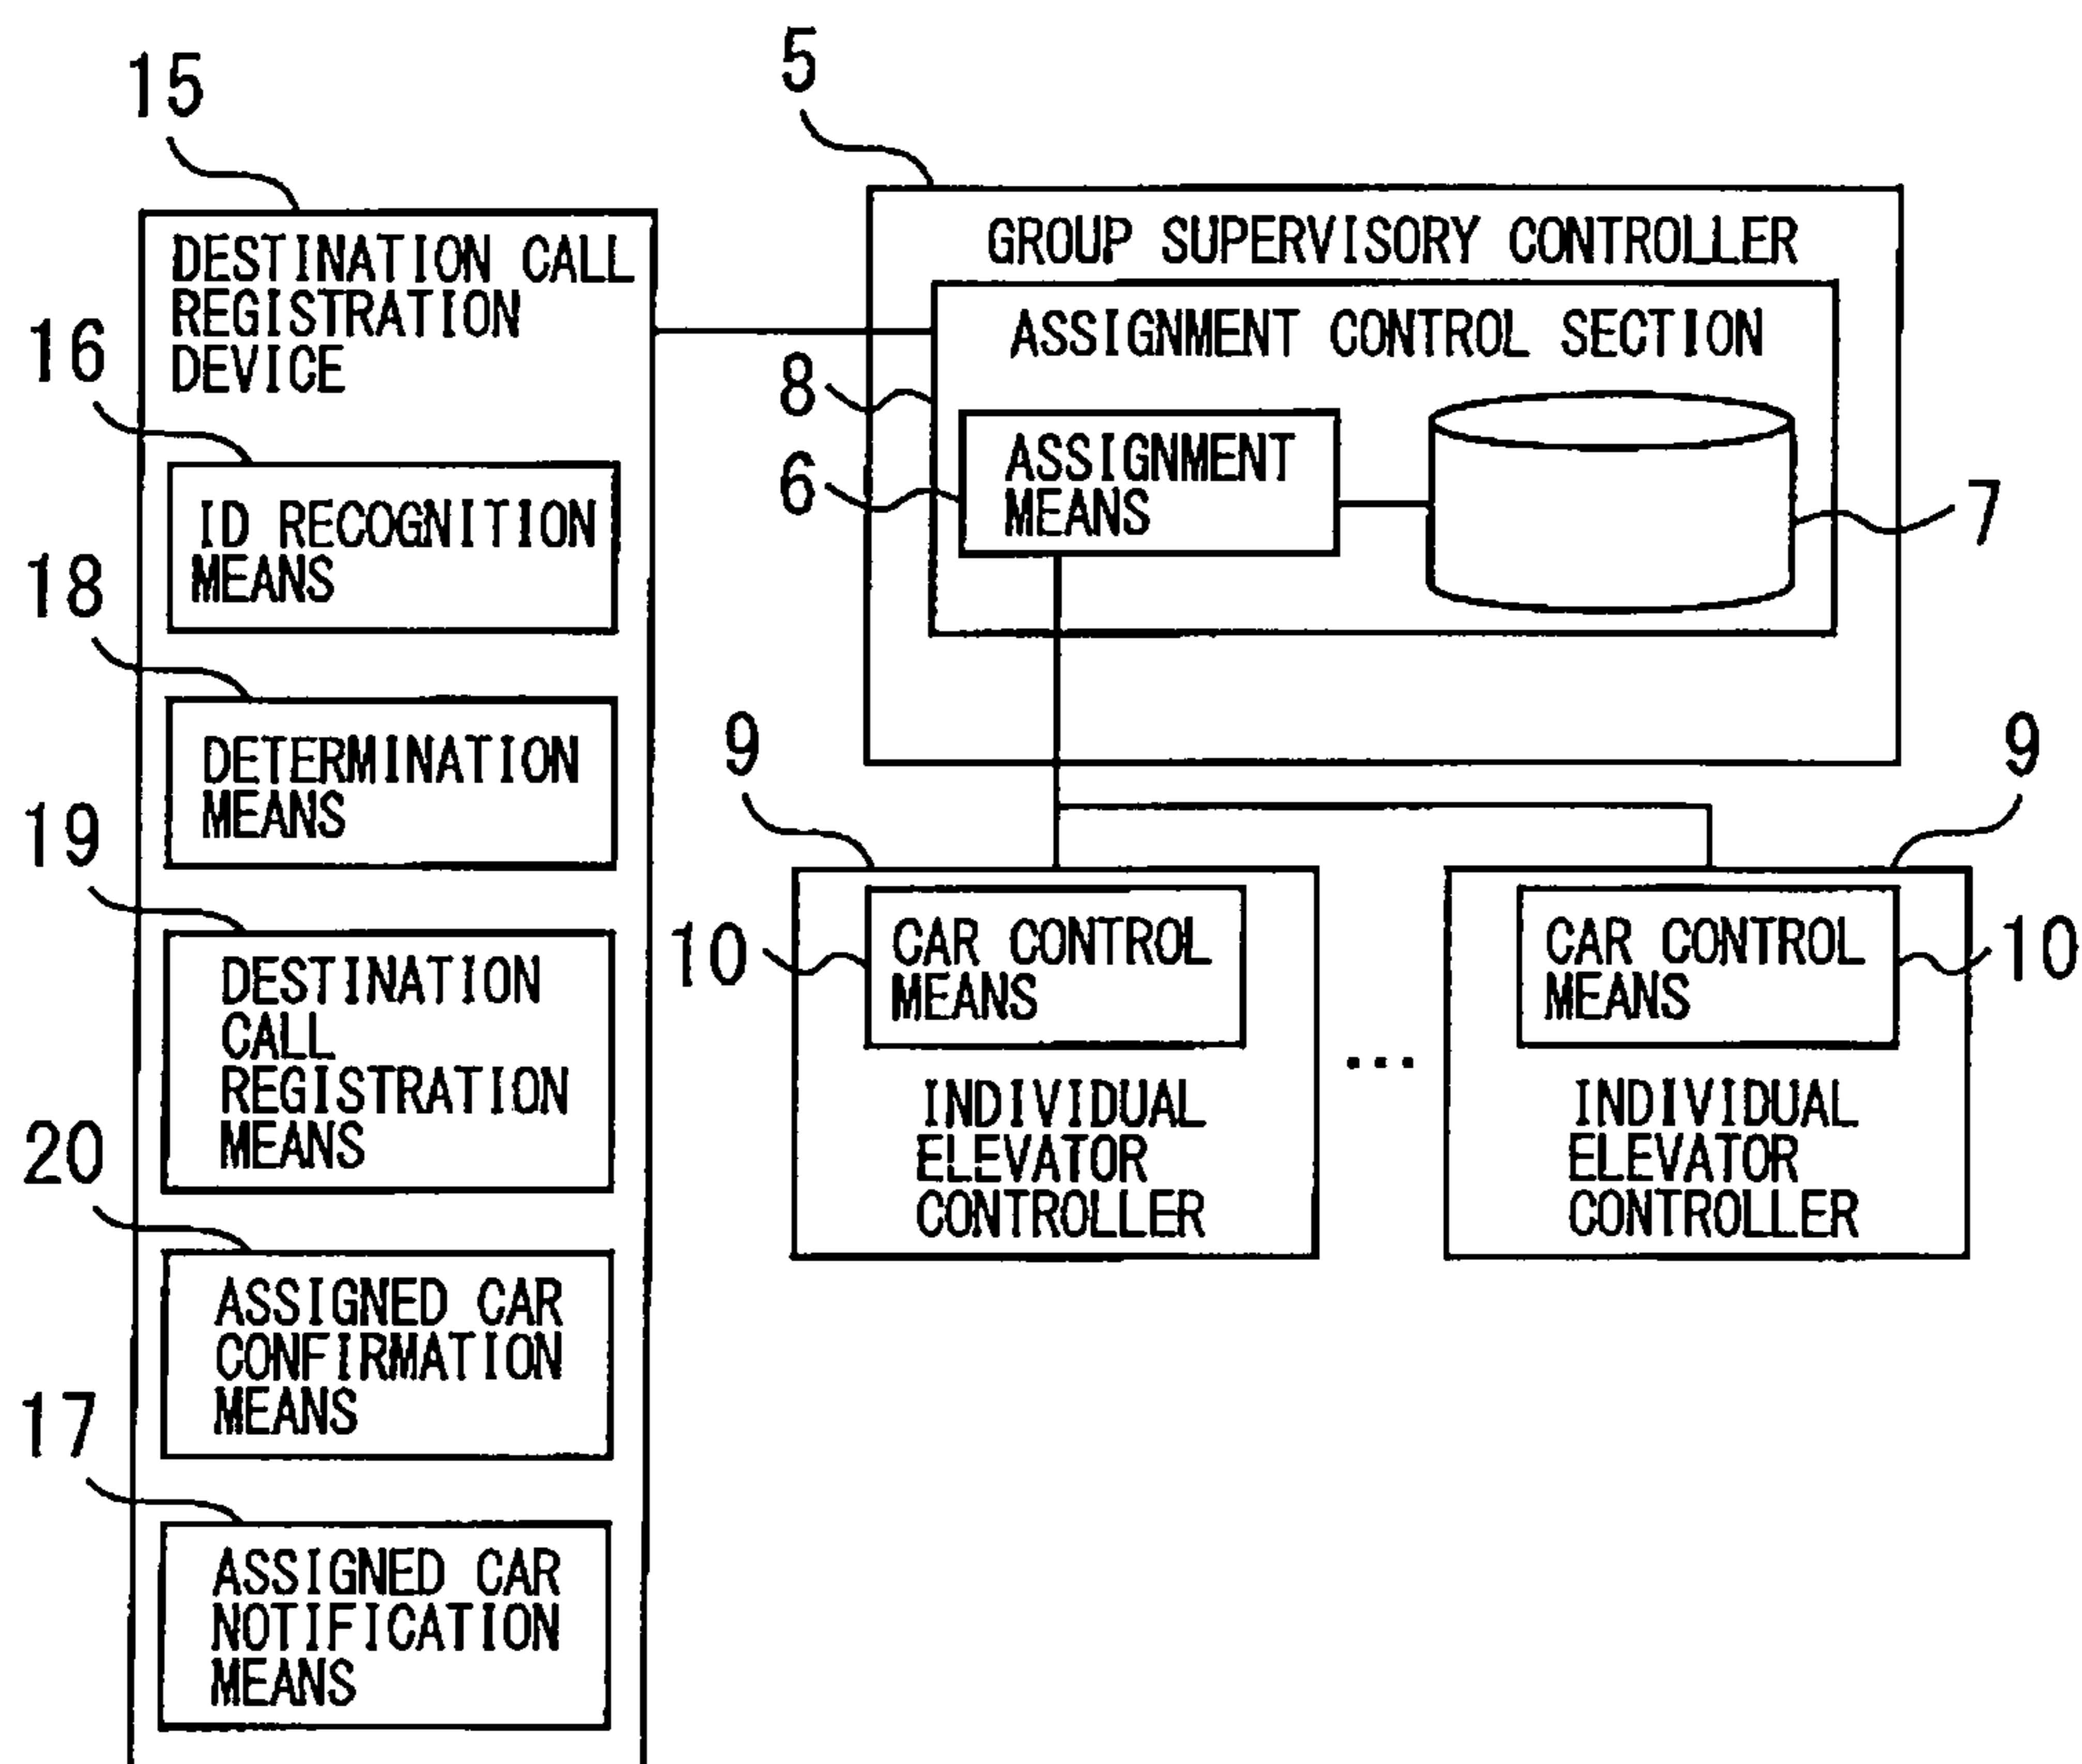 15
DESTINATION CALL
REGISTRATION
DEVICE
16
ID RECOGNITION
MEANS
18
DETERMINATION
MEANS
19
DESTINATION
CALL
REGISTRATION
MEANS
20
ASSIGNED CAR
CONFIRMATION
MEANS
17
ASSIGNED CAR
NOTIFICATION
MEANS
5
GROUP SUPERVISORY CONTROLLER
ASSIGNMENT CONTROL SECTION
8
6
ASSIGNMENT
MEANS
7
9
10
CAR CONTROL
MEANS
INDIVIDUAL
ELEVATOR
CONTROLLER
...
9
CAR CONTROL
MEANS
10
INDIVIDUAL
ELEVATOR
CONTROLLER